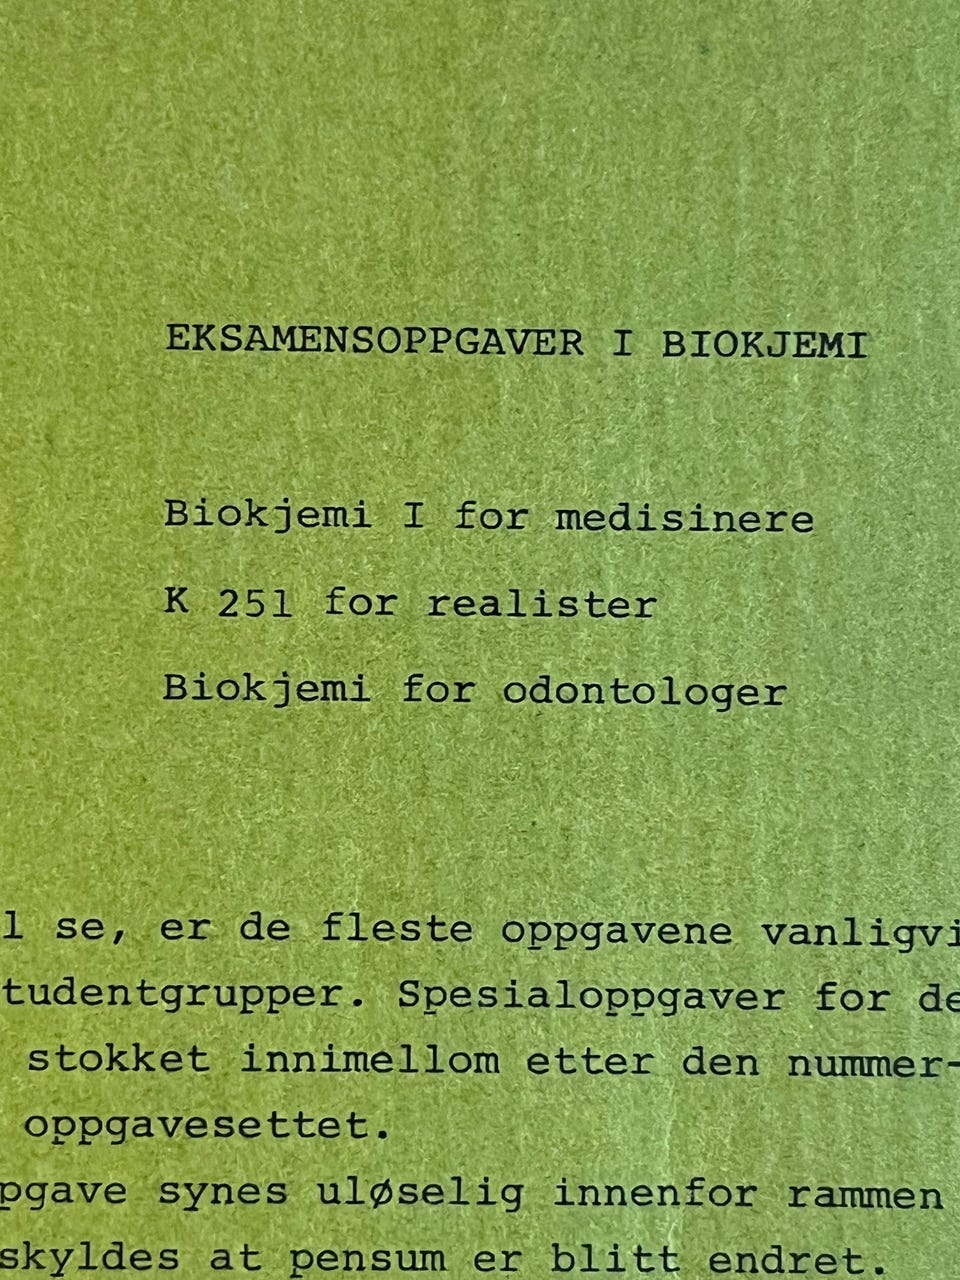 EKSAMENSOPPGAVER I BIOKJEMI
Biokjemi I for medisinere
K 251 for realister
Biokjemi for odontologer
l se, er de fleste oppgavene vanligvi
tudentgrupper. Spesialoppgaver for de
stokket innimellom etter den nummer-
oppgavesettet.
pgave synes uløselig innenfor rammen
skyldes at pensum er blitt endret.